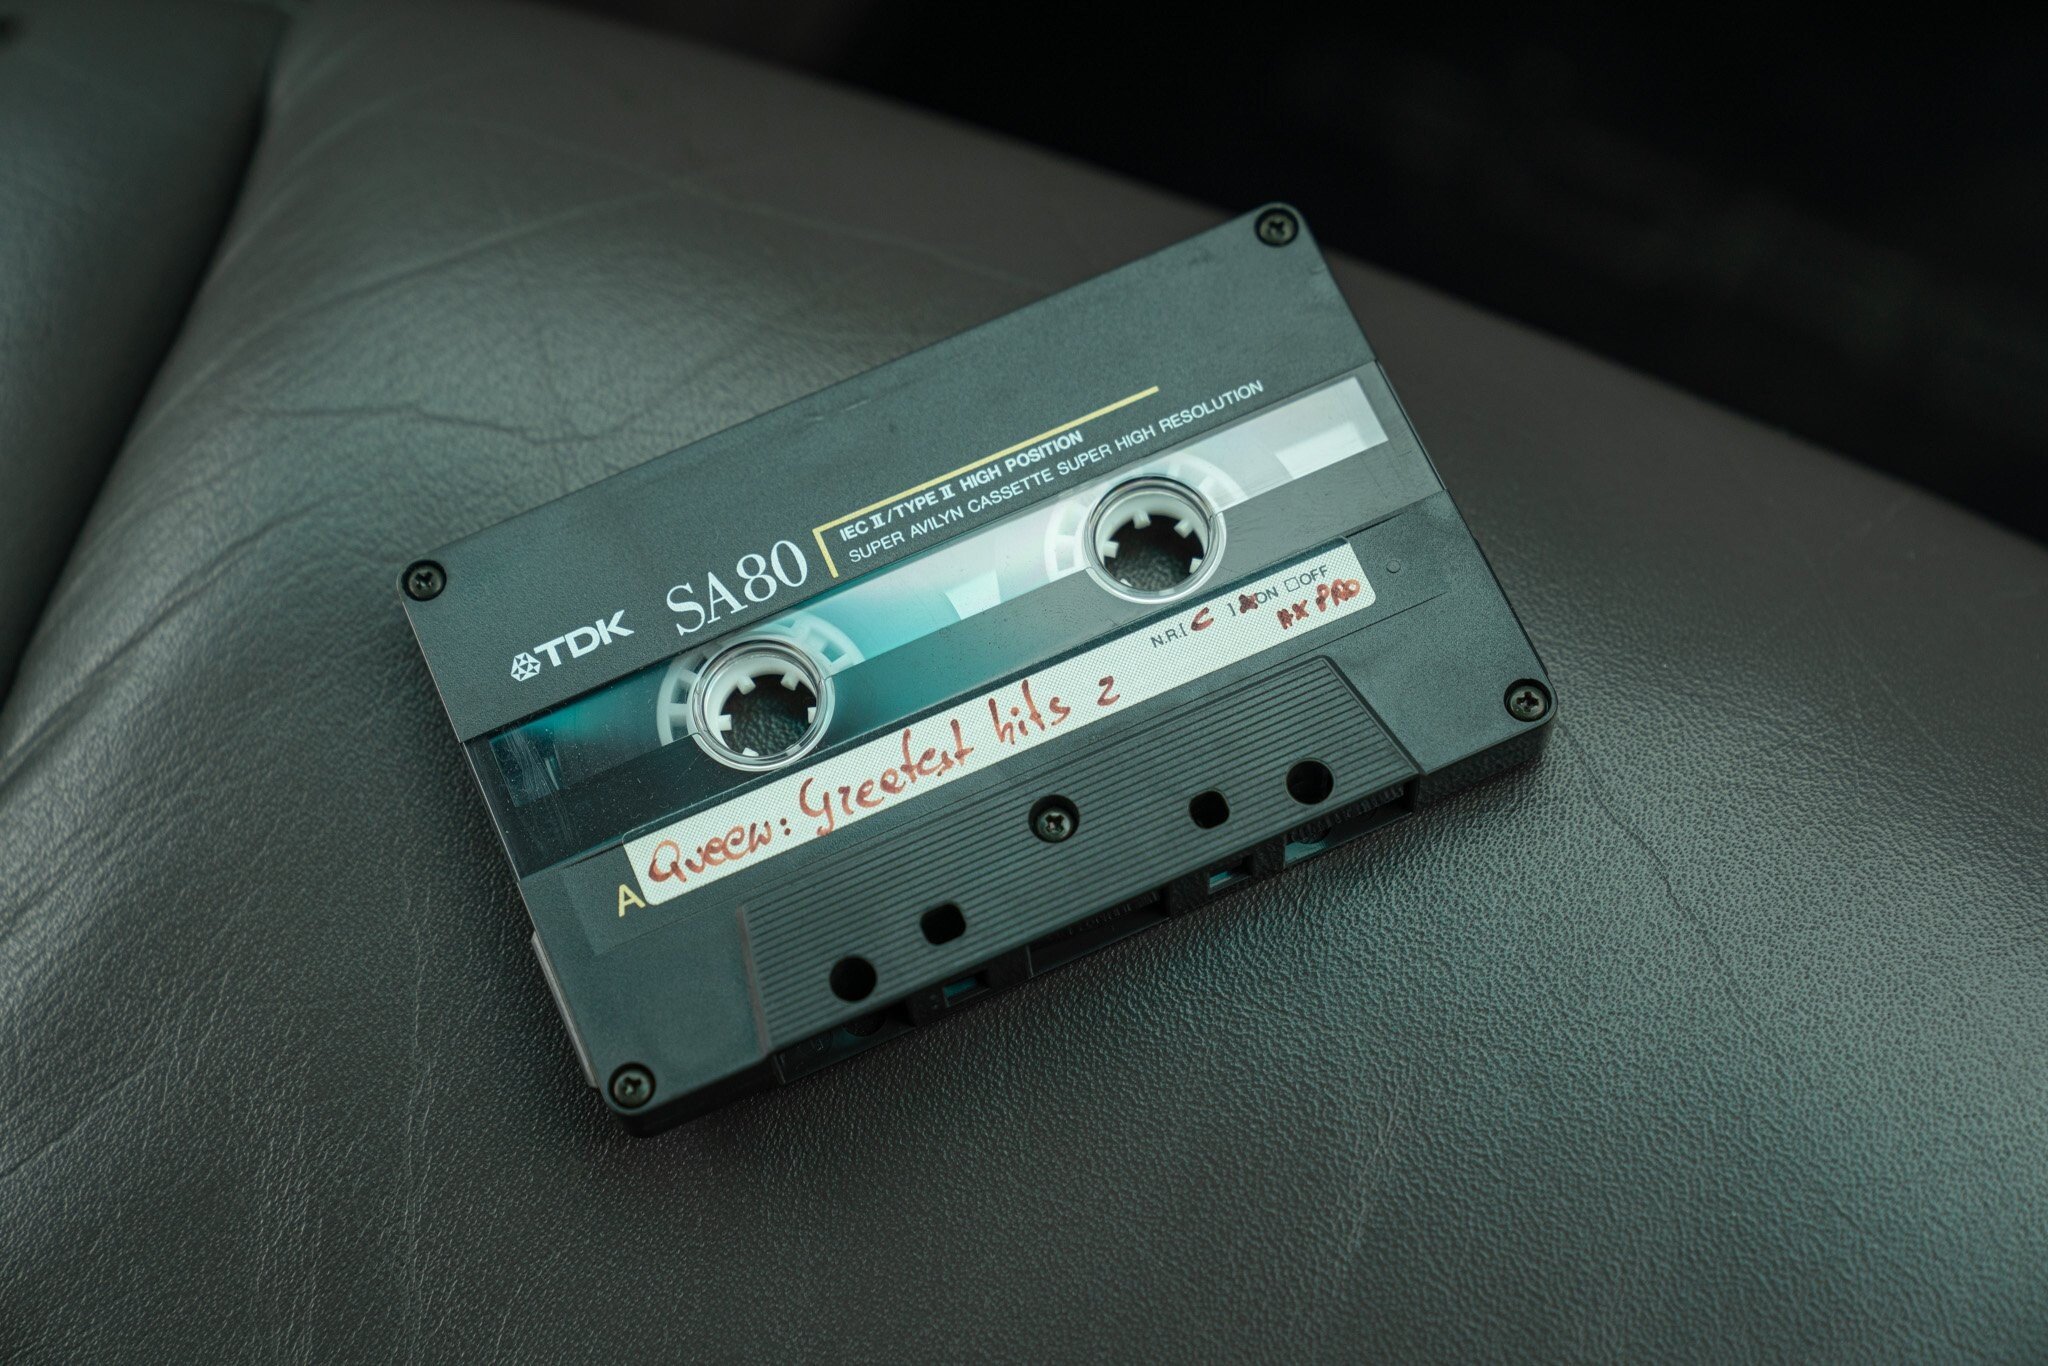 TDK SA80
IEC II/TYPE II HIGH POSITION
SUPER AVILYN CASSETTE SUPER HIGH RESOLUTION
N.R.[ C ] ☒ON ☐OFF
HX PRO
A Queen: Greatest hits 2